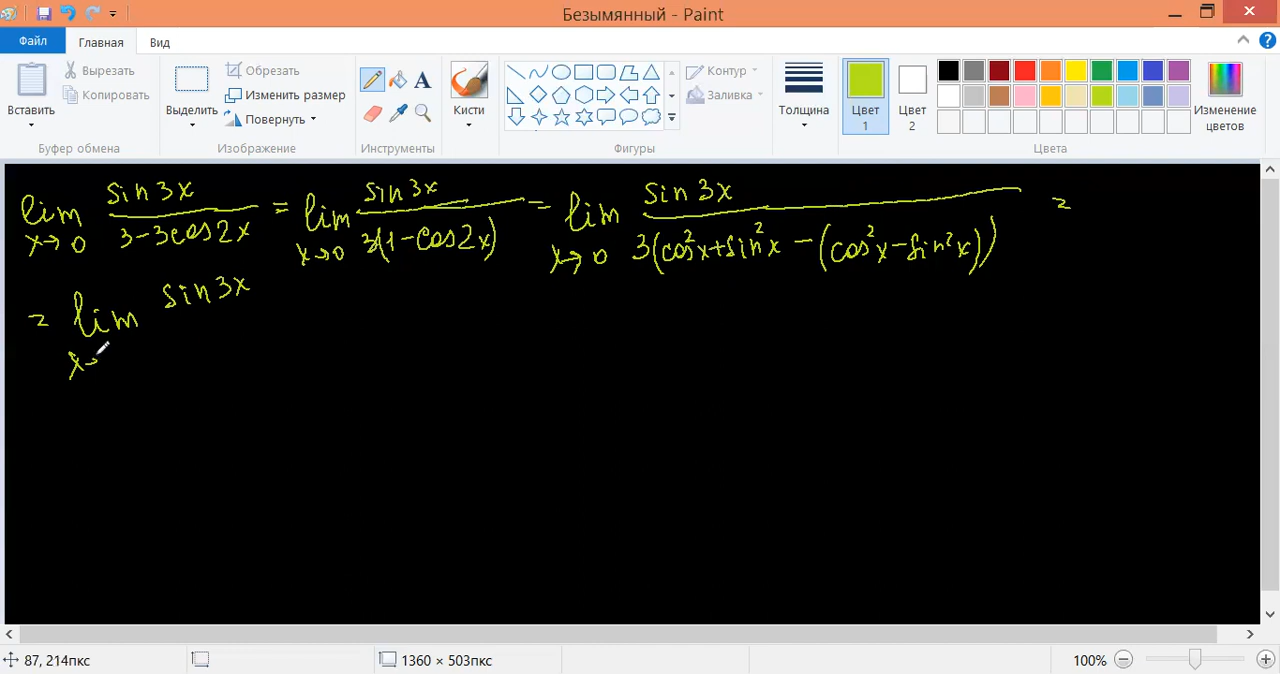 Безымянный - Paint
Файл Главная Вид
Вставить
Вырезать
Копировать
Буфер обмена
Выделить
Обрезать
Изменить размер
Повернуть
Изображение
A
Инструменты
Кисти
Контур
Заливка
Фигуры
Толщина
Цвет 1
Цвет 2
Изменение цветов
Цвета
lim x→0 sin3x / (3-3cos2x) = lim x→0 sin3x / 3(1-cos2x) = lim x→0 sin3x / 3(cos²x+sin²x-(cos²x-sin²x)) =
= lim x→ sin3x
87, 214пкс 1360 × 503пкс 100%